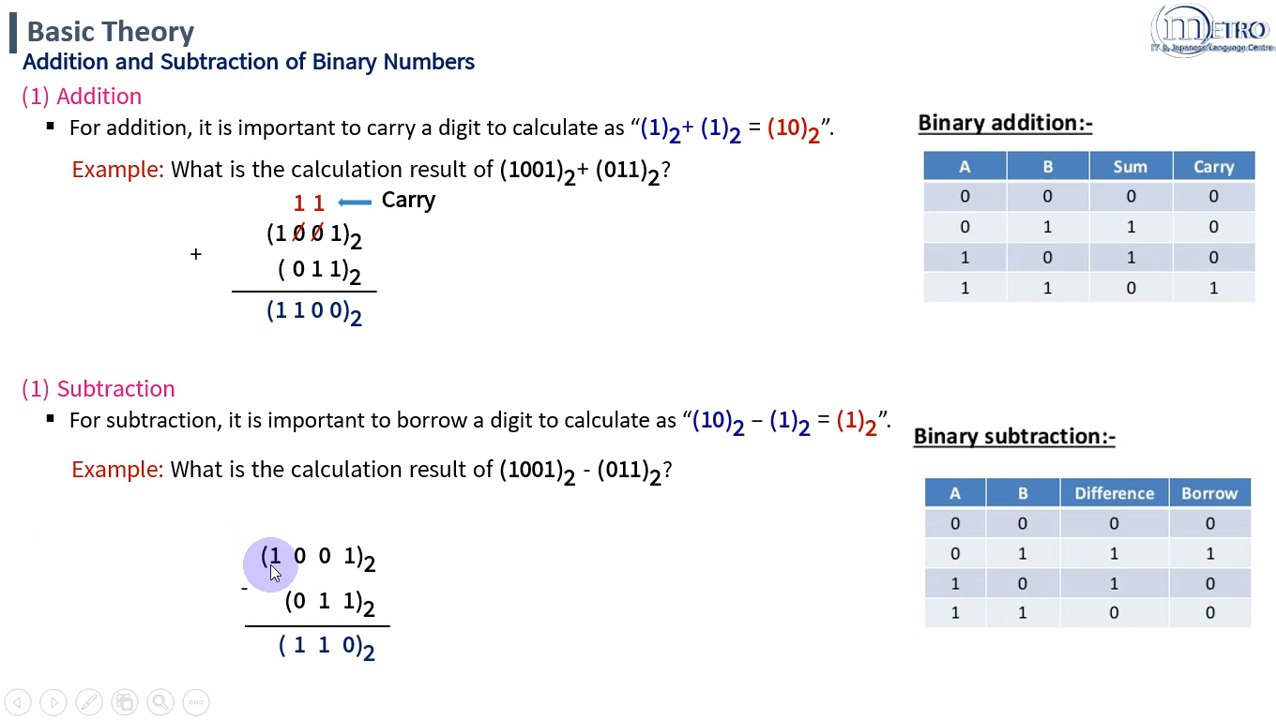 Basic Theory
METRO
IT & Japanese Language Centre
Addition and Subtraction of Binary Numbers
(1) Addition
▪ For addition, it is important to carry a digit to calculate as “(1)2+ (1)2 = (10)2”.
Example: What is the calculation result of (1001)2+ (011)2?
1 1 Carry
(1 0 0 1)2
+
( 0 1 1)2
(1 1 0 0)2
Binary addition:-
A B Sum Carry
0 0 0 0
0 1 1 0
1 0 1 0
1 1 0 1
(1) Subtraction
▪ For subtraction, it is important to borrow a digit to calculate as “(10)2 – (1)2 = (1)2”.
Example: What is the calculation result of (1001)2 - (011)2?
(1 0 0 1)2
-
(0 1 1)2
( 1 1 0)2
Binary subtraction:-
A B Difference Borrow
0 0 0 0
0 1 1 1
1 0 1 0
1 1 0 0